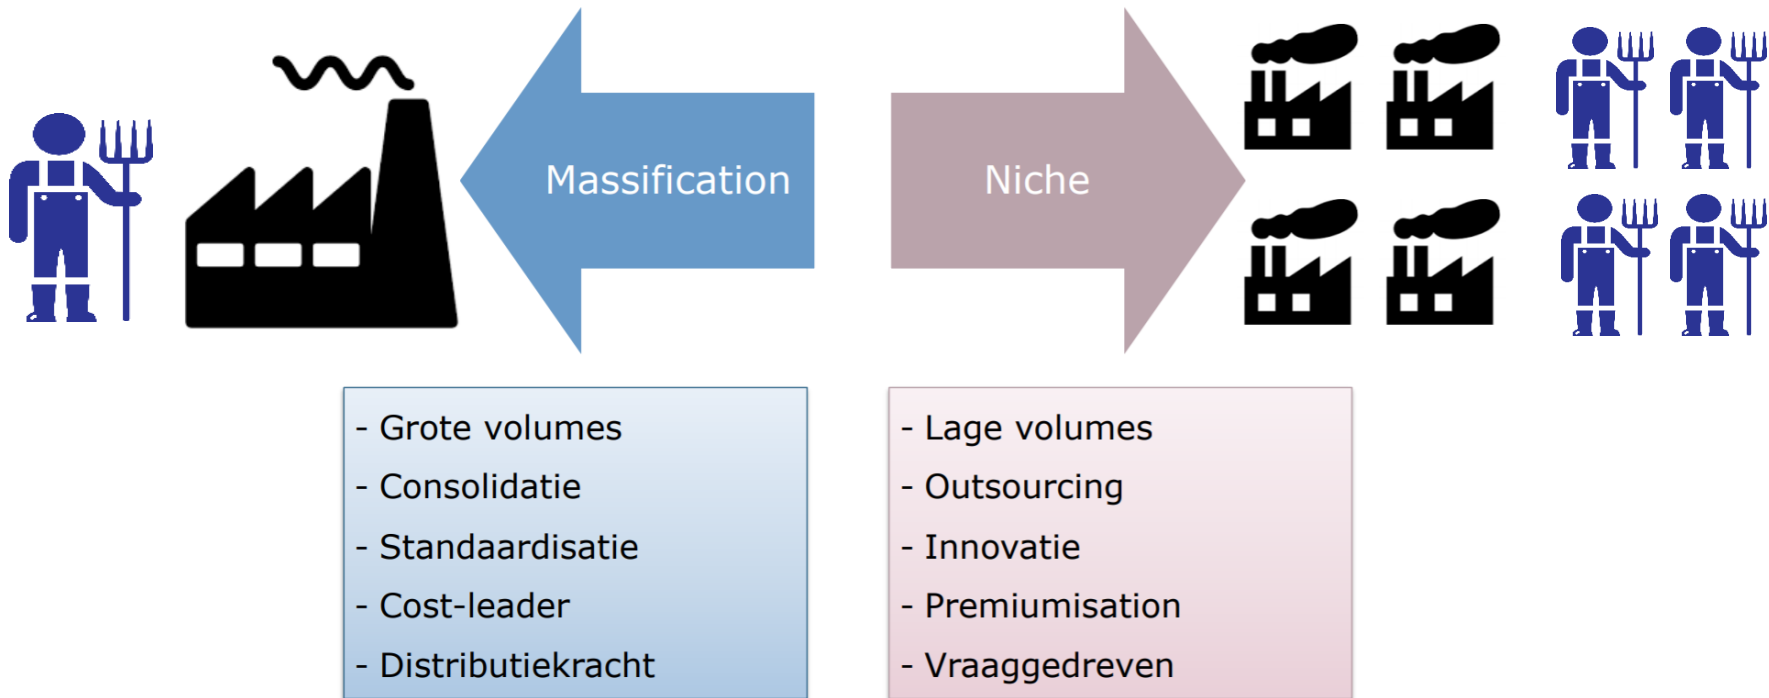 Massification
Niche
- Grote volumes
- Consolidatie
- Standaardisatie
- Cost-leader
- Distributiekracht
- Lage volumes
- Outsourcing
- Innovatie
- Premiumisation
- Vraaggedreven